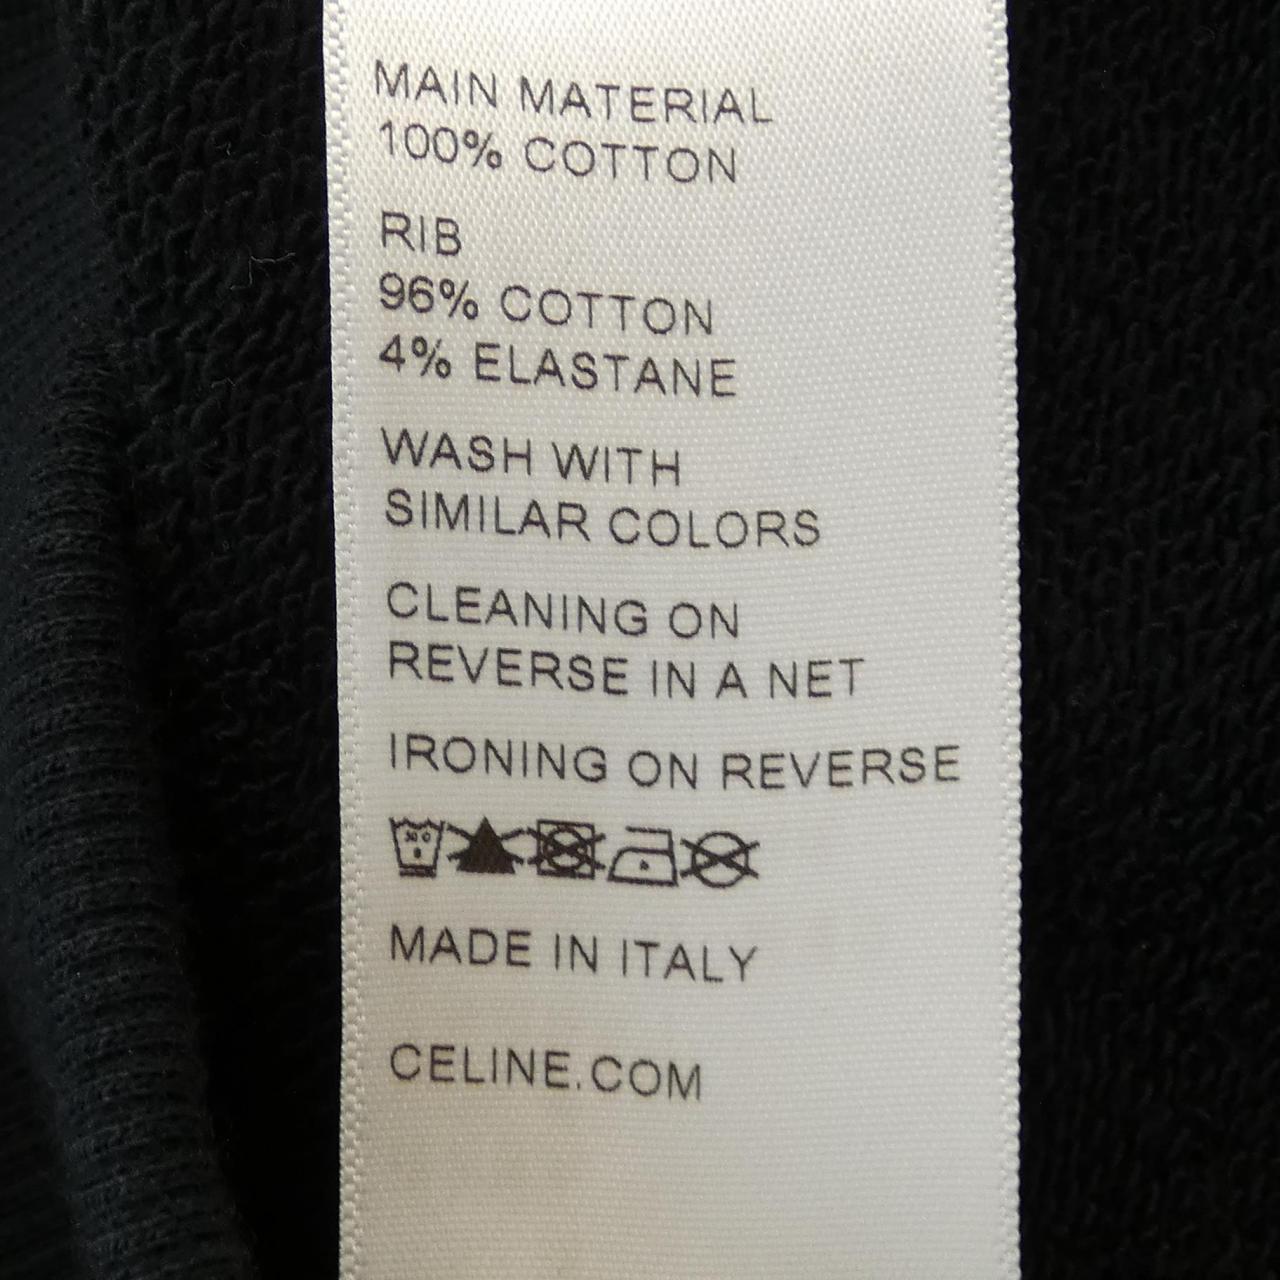 MAIN MATERIAL
100% COTTON
RIB
96% COTTON
4% ELASTANE
WASH WITH
SIMILAR COLORS
CLEANING ON
REVERSE IN A NET
IRONING ON REVERSE
MADE IN ITALY
CELINE.COM